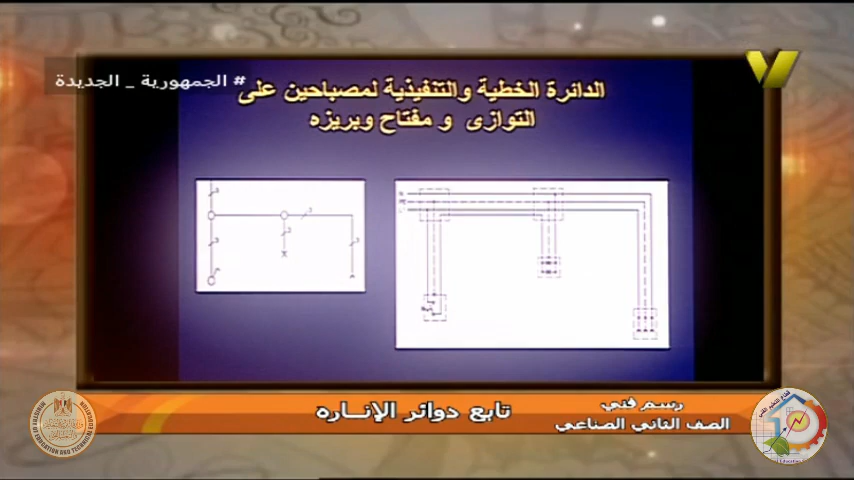 # الجمهورية _ الجديدة
الدائرة الخطية والتنفيذية لمصباحين على
التوازى و مفتاح وبريزه
رسم فني
الصف الثاني الصناعي
تابع دوائر الإنـــاره